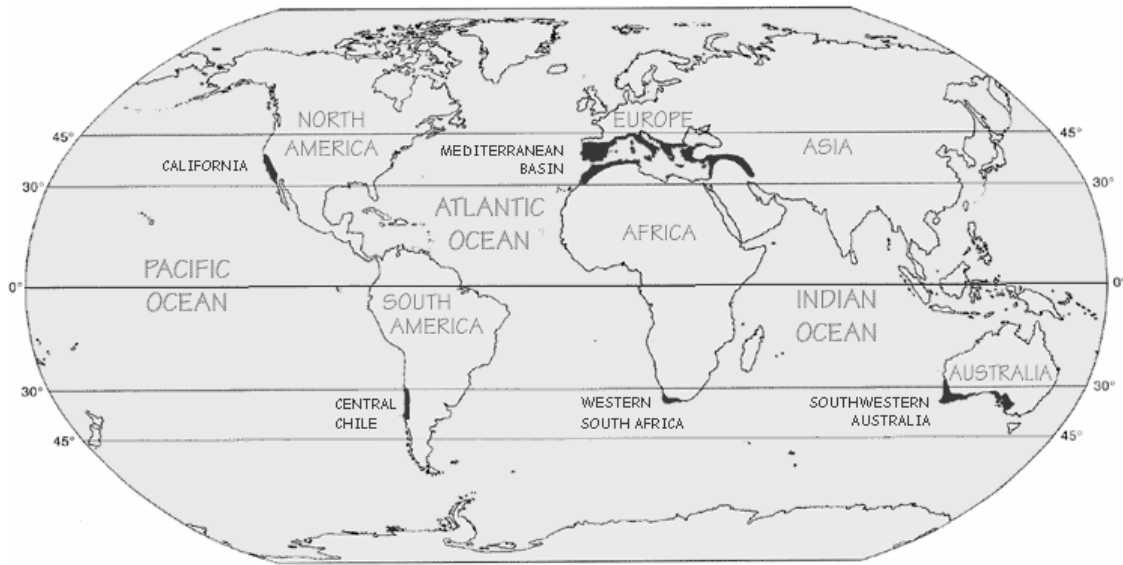 NORTH
AMERICA
EUROPE
45°
45°
MEDITERRANEAN
BASIN
ASIA
CALIFORNIA
30°
30°
ATLANTIC
OCEAN
AFRICA
PACIFIC
OCEAN
0°
0°
SOUTH
AMERICA
INDIAN
OCEAN
AUSTRALIA
30°
30°
CENTRAL
CHILE
WESTERN
SOUTH AFRICA
SOUTHWESTERN
AUSTRALIA
45°
45°